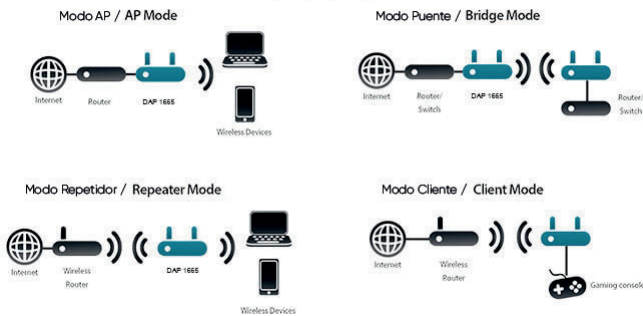 Modo AP / AP Mode
Internet
Router
DAP 1665
Wireless Devices
Modo Puente / Bridge Mode
Internet
Router/
Switch
DAP 1665
Router/
Switch
Modo Repetidor / Repeater Mode
Internet
Wireless
Router
DAP 1665
Wireless Devices
Modo Cliente / Client Mode
Internet
Wireless
Router
Gaming console